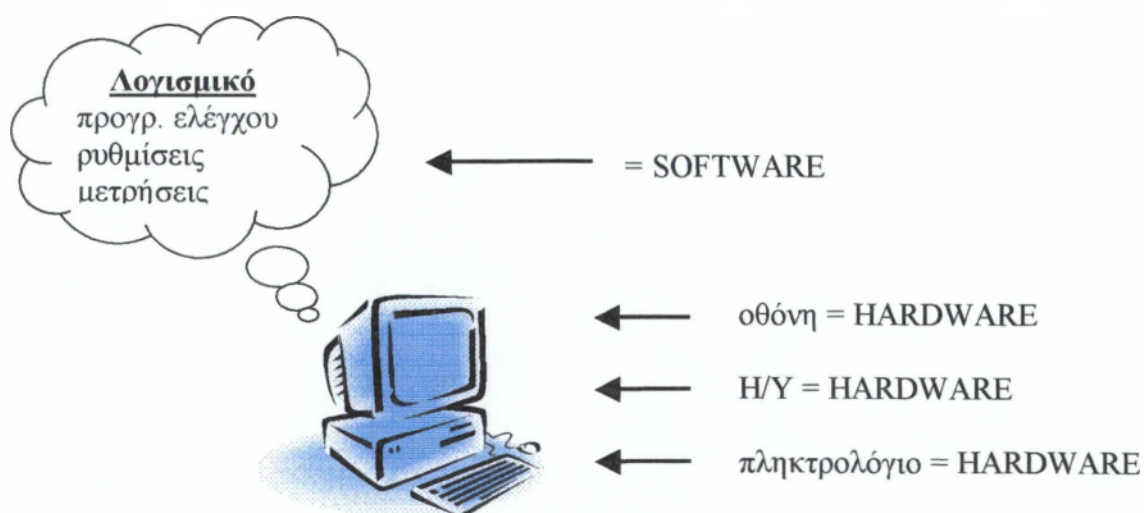 Λογισμικό
προγρ. ελέγχου
ρυθμίσεις
μετρήσεις
= SOFTWARE
οθόνη = HARDWARE
Η/Υ = HARDWARE
πληκτρολόγιο = HARDWARE